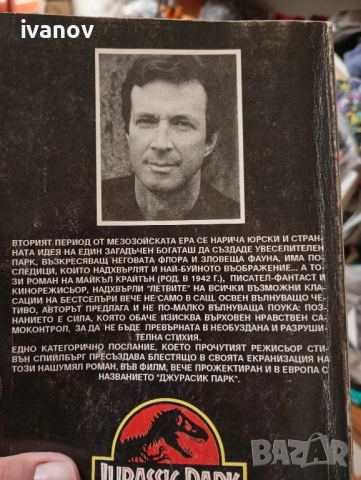 ivanov
ВТОРИЯТ ПЕРИОД ОТ МЕЗОЗОЙСКАТА ЕРА СЕ НАРИЧА ЮРСКИ И СТРАН-
НАТА ИДЕЯ НА ЕДИН ЗАГАДЪЧЕН БОГАТАШ ДА СЪЗДАДЕ УВЕСЕЛИТЕЛЕН
ПАРК, ВЪЗКРЕСЯВАЩ НЕГОВАТА ФЛОРА И ЗЛОВЕЩА ФАУНА, ИМА ПО-
СЛЕДИЦИ, КОИТО НАДХВЪРЛЯТ И НАЙ-БУЙНОТО ВЪОБРАЖЕНИЕ... А ТО-
ЗИ РОМАН НА МАЙКЪЛ КРАЙТЪН (РОД. В 1942 Г.), ПИСАТЕЛ-ФАНТАСТ И
КИНОРЕЖИСЬОР, НАДХВЪРЛИ "ЛЕТВИТЕ" НА ВСИЧКИ ВЪЗМОЖНИ КЛА-
САЦИИ НА БЕСТСЕЛЪРИ ВЕЧЕ НЕ САМО В САЩ. ОСВЕН ВЪЛНУВАЩО ЧЕ-
ТИВО, АВТОРЪТ ПРЕДЛАГА И НЕ ПО-МАЛКО ВЪЛНУВАЩА ПОУКА: ПОЗ-
НАНИЕТО Е СИЛА, КОЯТО ОБАЧЕ ИЗИСКВА ВЪРХОВЕН НРАВСТВЕН СА-
МОКОНТРОЛ, ЗА ДА НЕ БЪДЕ ПРЕВЪРНАТА В НЕОБУЗДАНА И РАЗРУШИ-
ТЕЛНА СТИХИЯ.
ЕДНО КАТЕГОРИЧНО ПОСЛАНИЕ, КОЕТО ПРОЧУТИЯТ РЕЖИСЬОР СТИ-
ВЪН СПИЙЛБЪРГ ПРЕСЪЗДАВА БЛЕСТЯЩО В СВОЯТА ЕКРАНИЗАЦИЯ НА
ТОЗИ НАШУМЯЛ РОМАН, ВЪВ ФИЛМ, ВЕЧЕ ПРОЖЕКТИРАН И В ЕВРОПА С
НАЗВАНИЕТО "ДЖУРАСИК ПАРК".
JURASSIC PARK
BAZAR